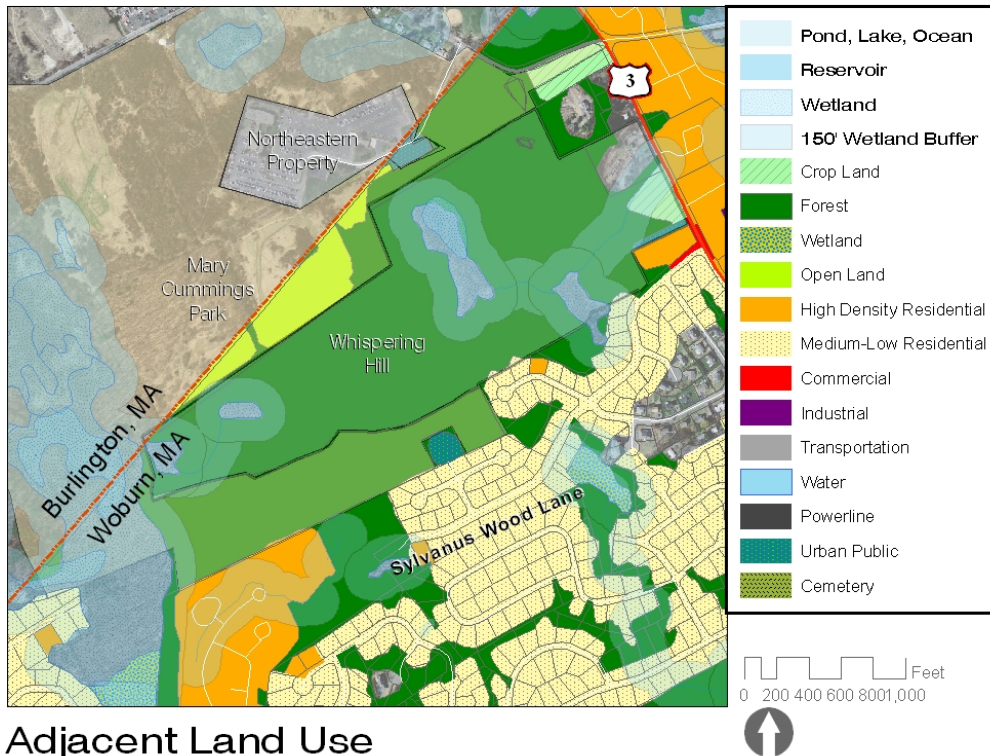 3
Northeastern
Property
Mary
Cummings
Park
Whispering
Hill
Burlington, MA
Woburn, MA
Sylvanus Wood Lane
Pond, Lake, Ocean
Reservoir
Wetland
150' Wetland Buffer
Crop Land
Forest
Wetland
Open Land
High Density Residential
Medium-Low Residential
Commercial
Industrial
Transportation
Water
Powerline
Urban Public
Cemetery
Feet
0 200 400 600 800 1,000
Adjacent Land Use